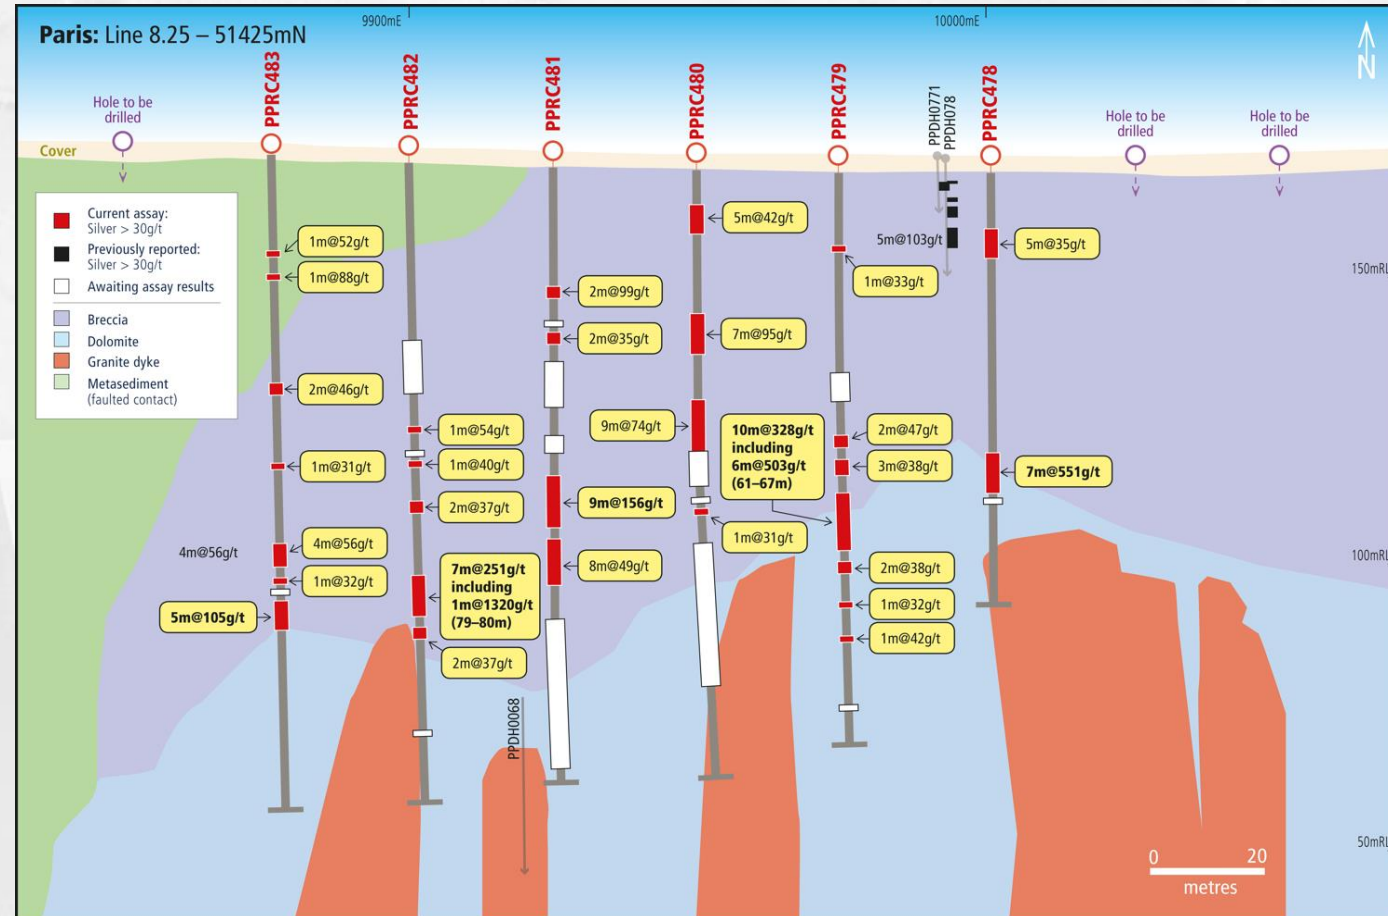 Paris: Line 8.25 – 51425mN
9900mE
10000mE
N
PPRC483
PPRC482
PPRC481
PPRC480
PPRC479
PPDH0771
PPDH078
PPRC478
Hole to be
drilled
Hole to be
drilled
Hole to be
drilled
Cover
Current assay:
Silver > 30g/t
Previously reported:
Silver > 30g/t
Awaiting assay results
Breccia
Dolomite
Granite dyke
Metasediment
(faulted contact)
1m@52g/t
1m@88g/t
2m@46g/t
1m@31g/t
4m@56g/t
4m@56g/t
1m@32g/t
5m@105g/t
1m@54g/t
1m@40g/t
2m@37g/t
7m@251g/t
including
1m@1320g/t
(79–80m)
2m@37g/t
2m@99g/t
2m@35g/t
9m@156g/t
8m@49g/t
PPDH0068
5m@42g/t
7m@95g/t
9m@74g/t
1m@31g/t
1m@33g/t
10m@328g/t
including
6m@503g/t
(61–67m)
2m@47g/t
3m@38g/t
2m@38g/t
1m@32g/t
1m@42g/t
5m@103g/t
5m@35g/t
7m@551g/t
150mRL
100mRL
50mRL
0 20
metres